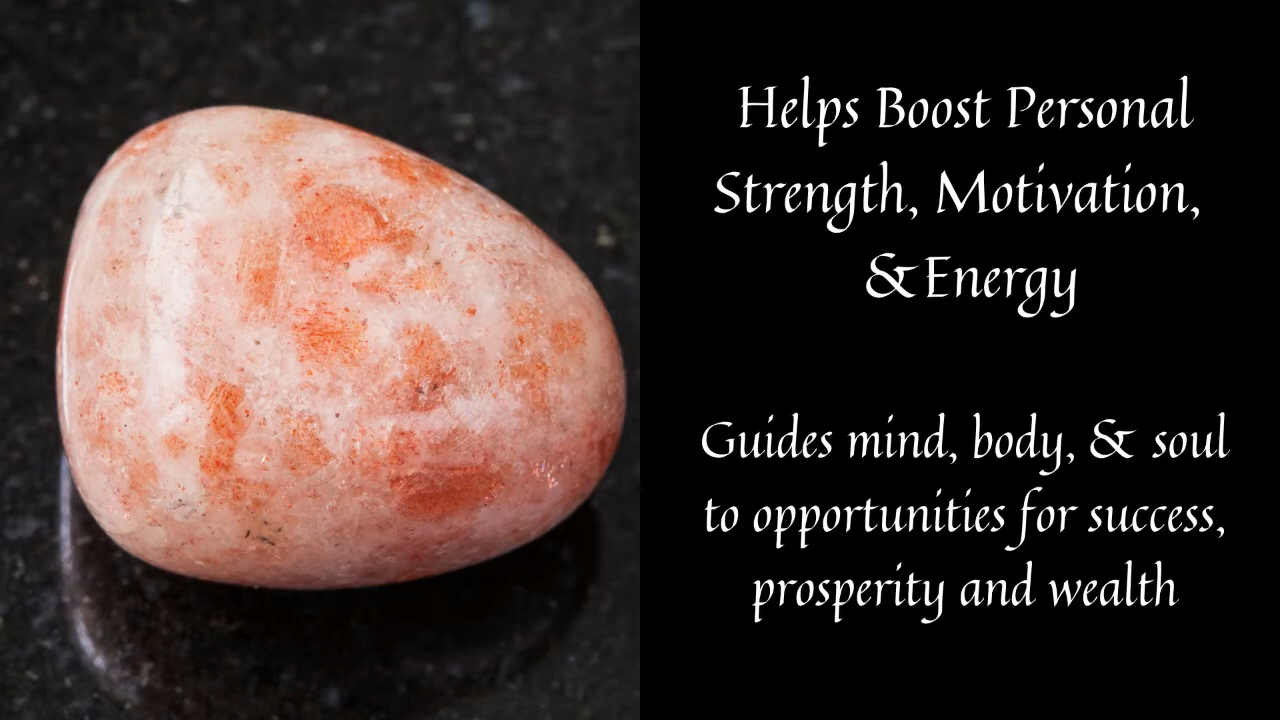 Helps Boost Personal
Strength, Motivation,
&Energy
Guides mind, body, & soul
to opportunities for success,
prosperity and wealth